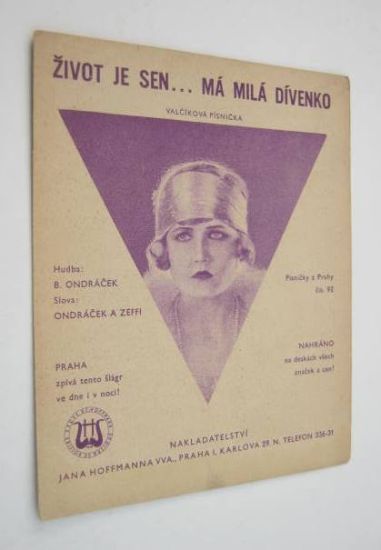 ŽIVOT JE SEN... MÁ MILÁ DÍVENKO
VALČÍKOVÁ PÍSNIČKA
Hudba:
B. ONDRÁČEK
Slova:
ONDRÁČEK A ZEFFI
Písničky z Prahy
čís. 92
PRAHA
zpívá tento šlágr
ve dne i v noci!
NAHRÁNO
na deskách všech
značek a cen!
NAKLADATELSTVÍ
JANA HOFFMANNA VVA., PRAHA I. KARLOVA 29 N. TELEFON 336-31